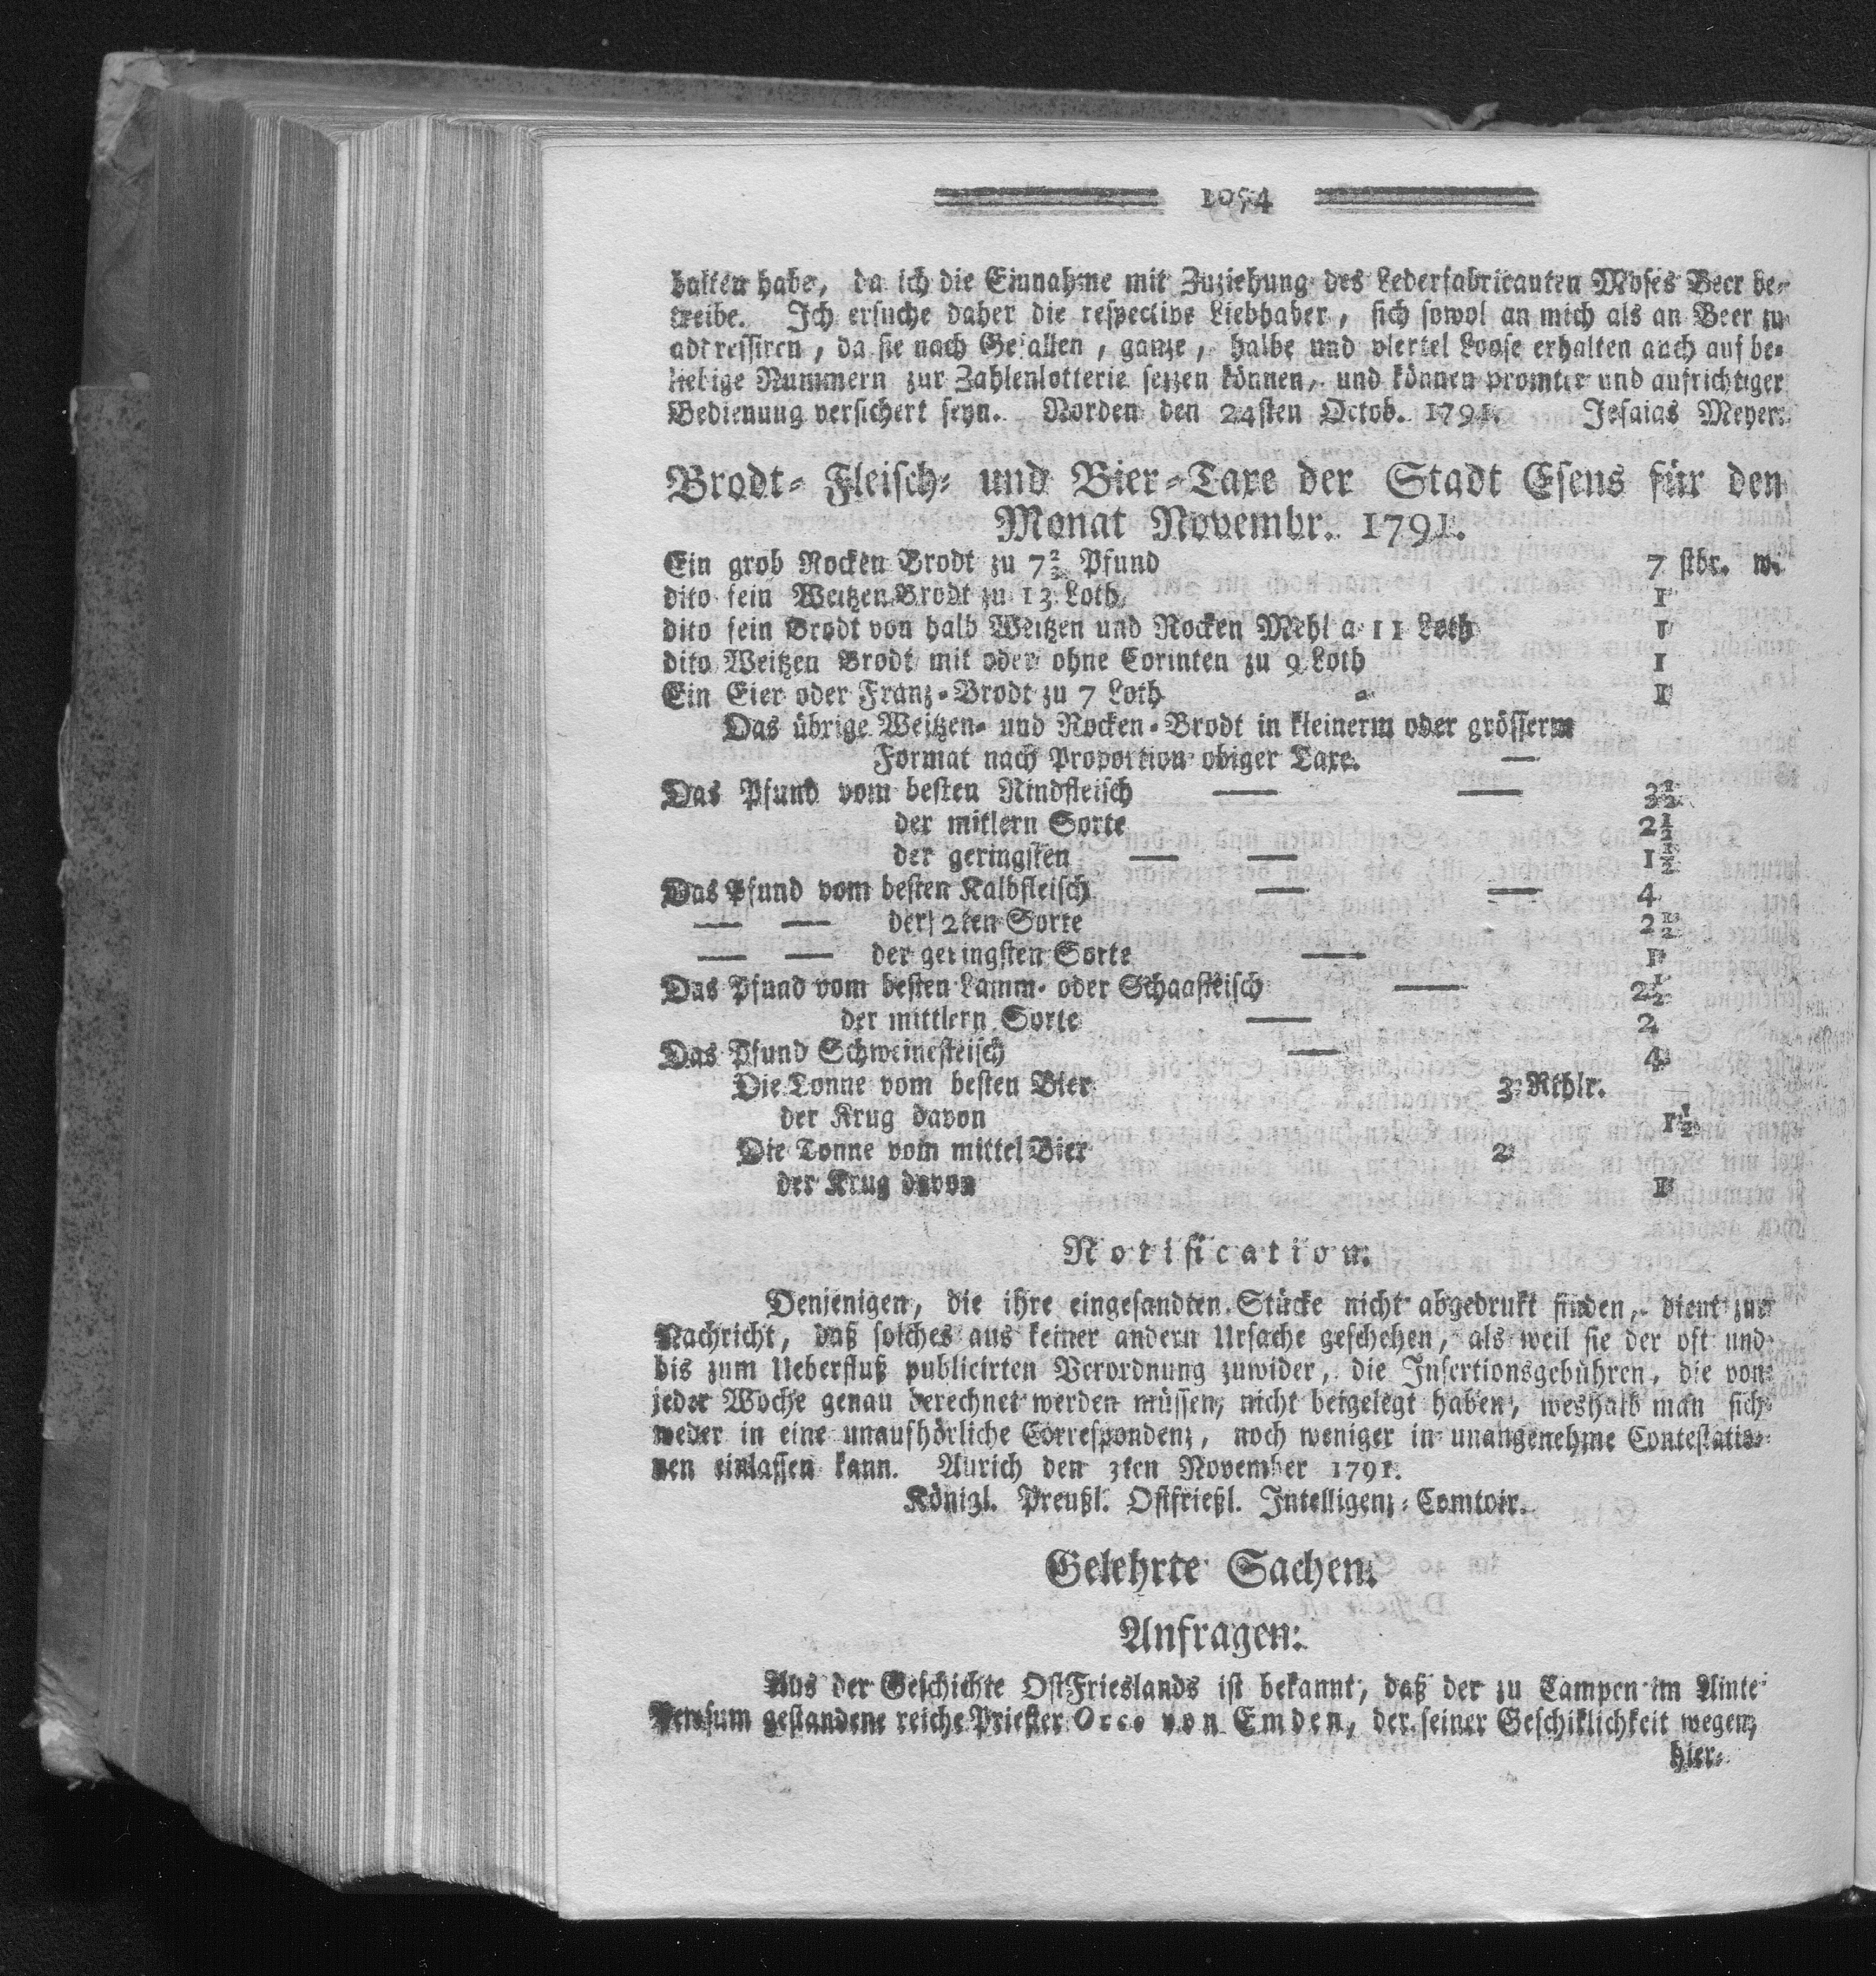 1054
halten habe, da ich die Einnahme mit Zuziehung des Lederfabricanten Moses Beer be-
treibe. Ich ersuche daher die respective Liebhaber, sich sowol an mich als an Beer zu
addressiren, da sie nach Gefallen, ganze, halbe und viertel Loose erhalten auch auf be-
liebige Nummern zur Zahlenlotterie setzen können, und können promter und aufrichtiger
Bedienung versichert seyn. Norden den 24sten Octob. 1791. Jesaias Meyer.
Brodt- Fleisch- und Bier-Taxe der Stadt Esens für den
Monat Novembr. 1791.
Ein grob Rocken Brodt zu 7 Pfund 7 stbr. w.
dito fein Weitzen Brodt zu 13 Loth 1
dito fein Brodt von halb Weitzen und Rocken Mehl a 11 Loth 1
dito Weitzen Brodt mit oder ohne Corinten zu 9 Loth 1
Ein Eier oder Franz-Brodt zu 7 Loth 1
Das übrige Weitzen- und Rocken-Brodt in kleinerm oder grösserm
Format nach Proportion obiger Taxe. —
Das Pfund vom besten Rindfleisch — — 3½
der mitlern Sorte 2½
der geringsten — — 1½
Das Pfund vom besten Kalbfleisch — — 4
— — der 2ten Sorte 2½
— — der geringsten Sorte — 1
Das Pfund vom besten Lamm- oder Schaafleisch — 2½
der mittlern Sorte — 2
Das Pfund Schweinefleisch — 4
Die Tonne vom besten Bier 3 Rthlr.
der Krug davon 1½
Die Tonne vom mittel Bier 2
der Krug davon 1
Notification.
Denjenigen, die ihre eingesandten Stücke nicht abgedrukt finden, dient zur
Nachricht, daß solches aus keiner andern Ursache geschehen, als weil sie der oft und
bis zum Ueberfluß publicirten Verordnung zuwider, die Insertionsgebühren, die von
jeder Woche genau berechnet werden müssen, nicht beigelegt haben, weshalb man sich
weder in eine unaufhörliche Correspondenz, noch weniger in unangenehme Contestatio-
nen einlassen kann. Aurich den 3ten November 1791.
Königl. Preußl. Ostfrießl. Intelligenz-Comtoir.
Gelehrte Sachen.
Anfragen:
Aus der Geschichte OstFrieslands ist bekannt, daß der zu Campen im Amte
Pewsum gestandene reiche Priester Occo von Emden, der seiner Geschiklichkeit wegen,
hier-